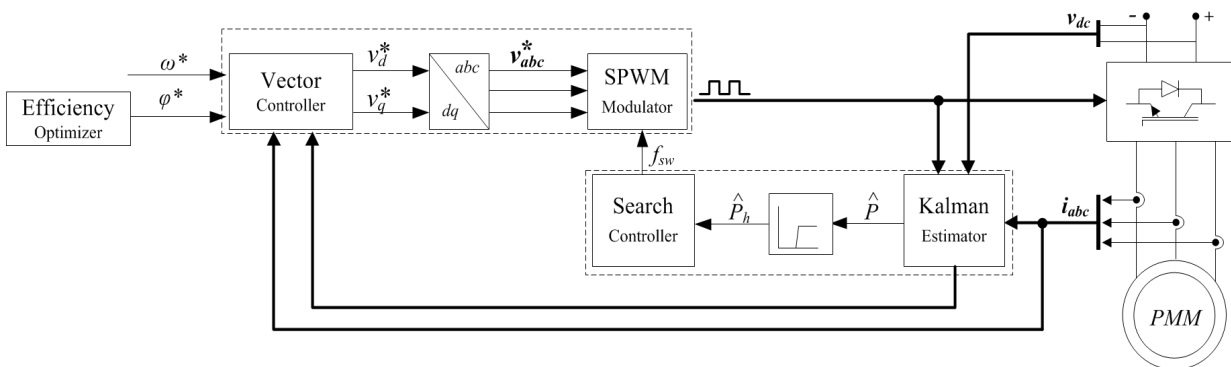 v_dc
- +
ω*
φ*
Efficiency
Optimizer
Vector
Controller
v_d*
v_q*
abc
dq
v_abc*
SPWM
Modulator
f_sw
Search
Controller
P̂_h
P̂
Kalman
Estimator
i_abc
PMM